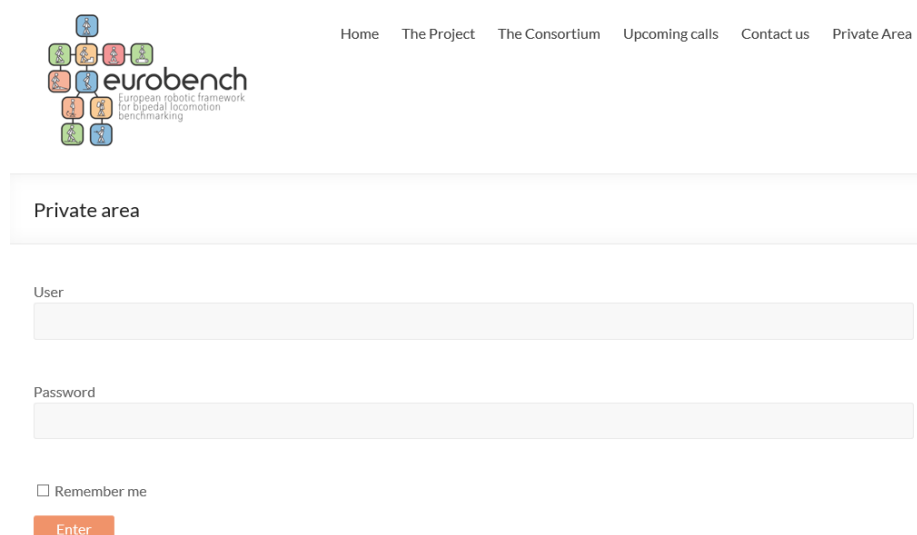 Home The Project The Consortium Upcoming calls Contact us Private Area
eurobench
European robotic framework
for bipedal locomotion
benchmarking
Private area
User
Password
Remember me
Enter